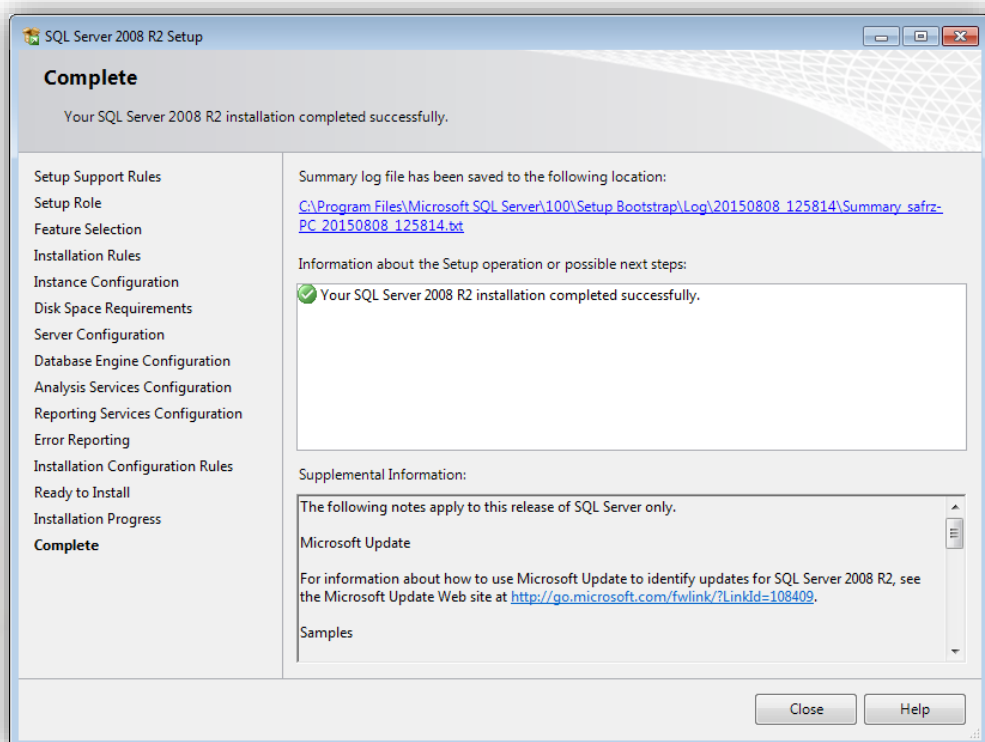 SQL Server 2008 R2 Setup
Complete
Your SQL Server 2008 R2 installation completed successfully.
Setup Support Rules
Setup Role
Feature Selection
Installation Rules
Instance Configuration
Disk Space Requirements
Server Configuration
Database Engine Configuration
Analysis Services Configuration
Reporting Services Configuration
Error Reporting
Installation Configuration Rules
Ready to Install
Installation Progress
Complete
Summary log file has been saved to the following location:
C:\Program Files\Microsoft SQL Server\100\Setup Bootstrap\Log\20150808_125814\Summary_safrz-
PC_20150808_125814.txt
Information about the Setup operation or possible next steps:
Your SQL Server 2008 R2 installation completed successfully.
Supplemental Information:
The following notes apply to this release of SQL Server only.
Microsoft Update
For information about how to use Microsoft Update to identify updates for SQL Server 2008 R2, see
the Microsoft Update Web site at http://go.microsoft.com/fwlink/?LinkId=108409.
Samples
Close
Help